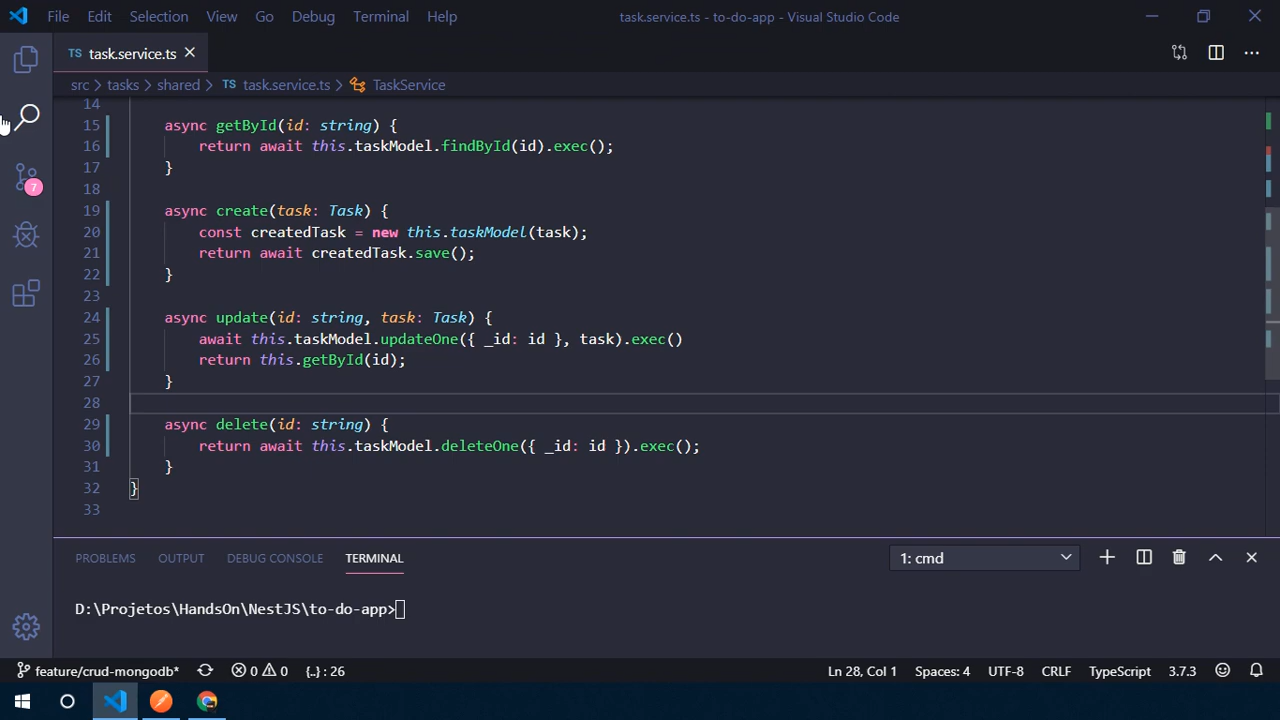 File Edit Selection View Go Debug Terminal Help task.service.ts - to-do-app - Visual Studio Code
TS task.service.ts
src > tasks > shared > TS task.service.ts > TaskService
14
15 async getById(id: string) {
16 return await this.taskModel.findById(id).exec();
17 }
18
19 async create(task: Task) {
20 const createdTask = new this.taskModel(task);
21 return await createdTask.save();
22 }
23
24 async update(id: string, task: Task) {
25 await this.taskModel.updateOne({ _id: id }, task).exec()
26 return this.getById(id);
27 }
28
29 async delete(id: string) {
30 return await this.taskModel.deleteOne({ _id: id }).exec();
31 }
32 }
33
7
PROBLEMS OUTPUT DEBUG CONSOLE TERMINAL 1: cmd
D:\Projetos\HandsOn\NestJS\to-do-app>
feature/crud-mongodb* 0 0 {..} : 26 Ln 28, Col 1 Spaces: 4 UTF-8 CRLF TypeScript 3.7.3